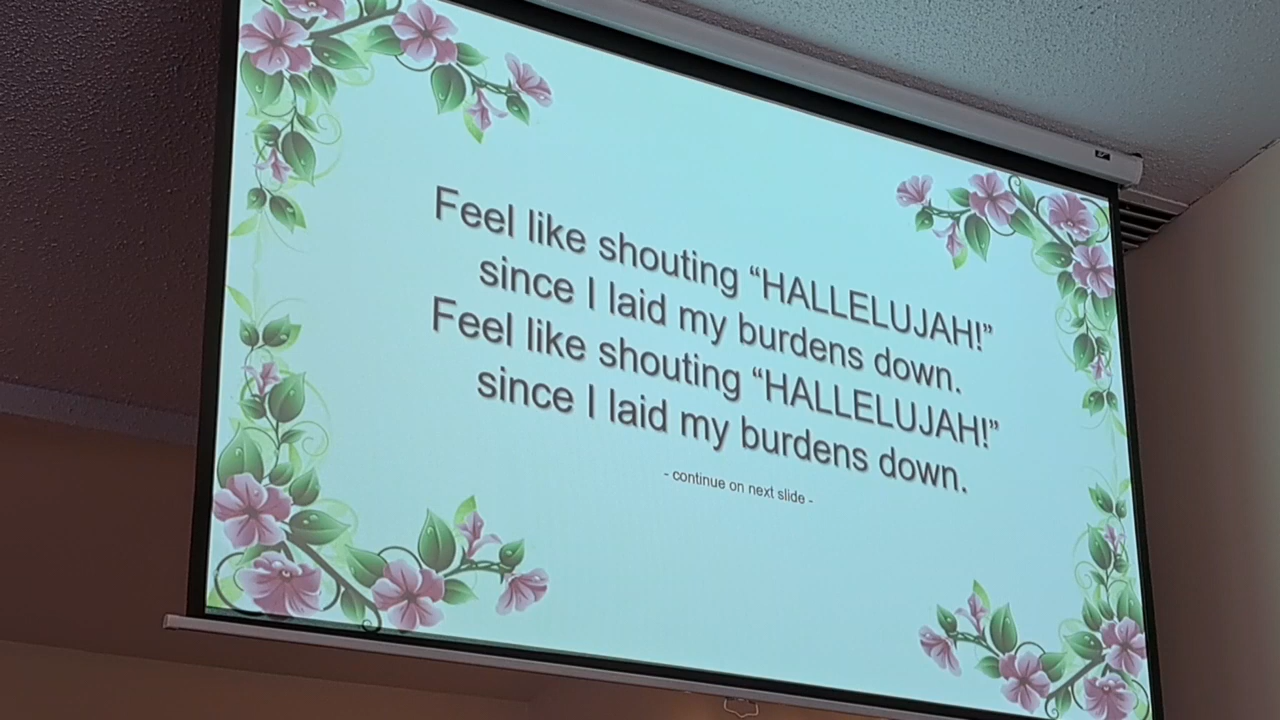 Feel like shouting “HALLELUJAH!”
since I laid my burdens down.
Feel like shouting “HALLELUJAH!”
since I laid my burdens down.
- continue on next slide -